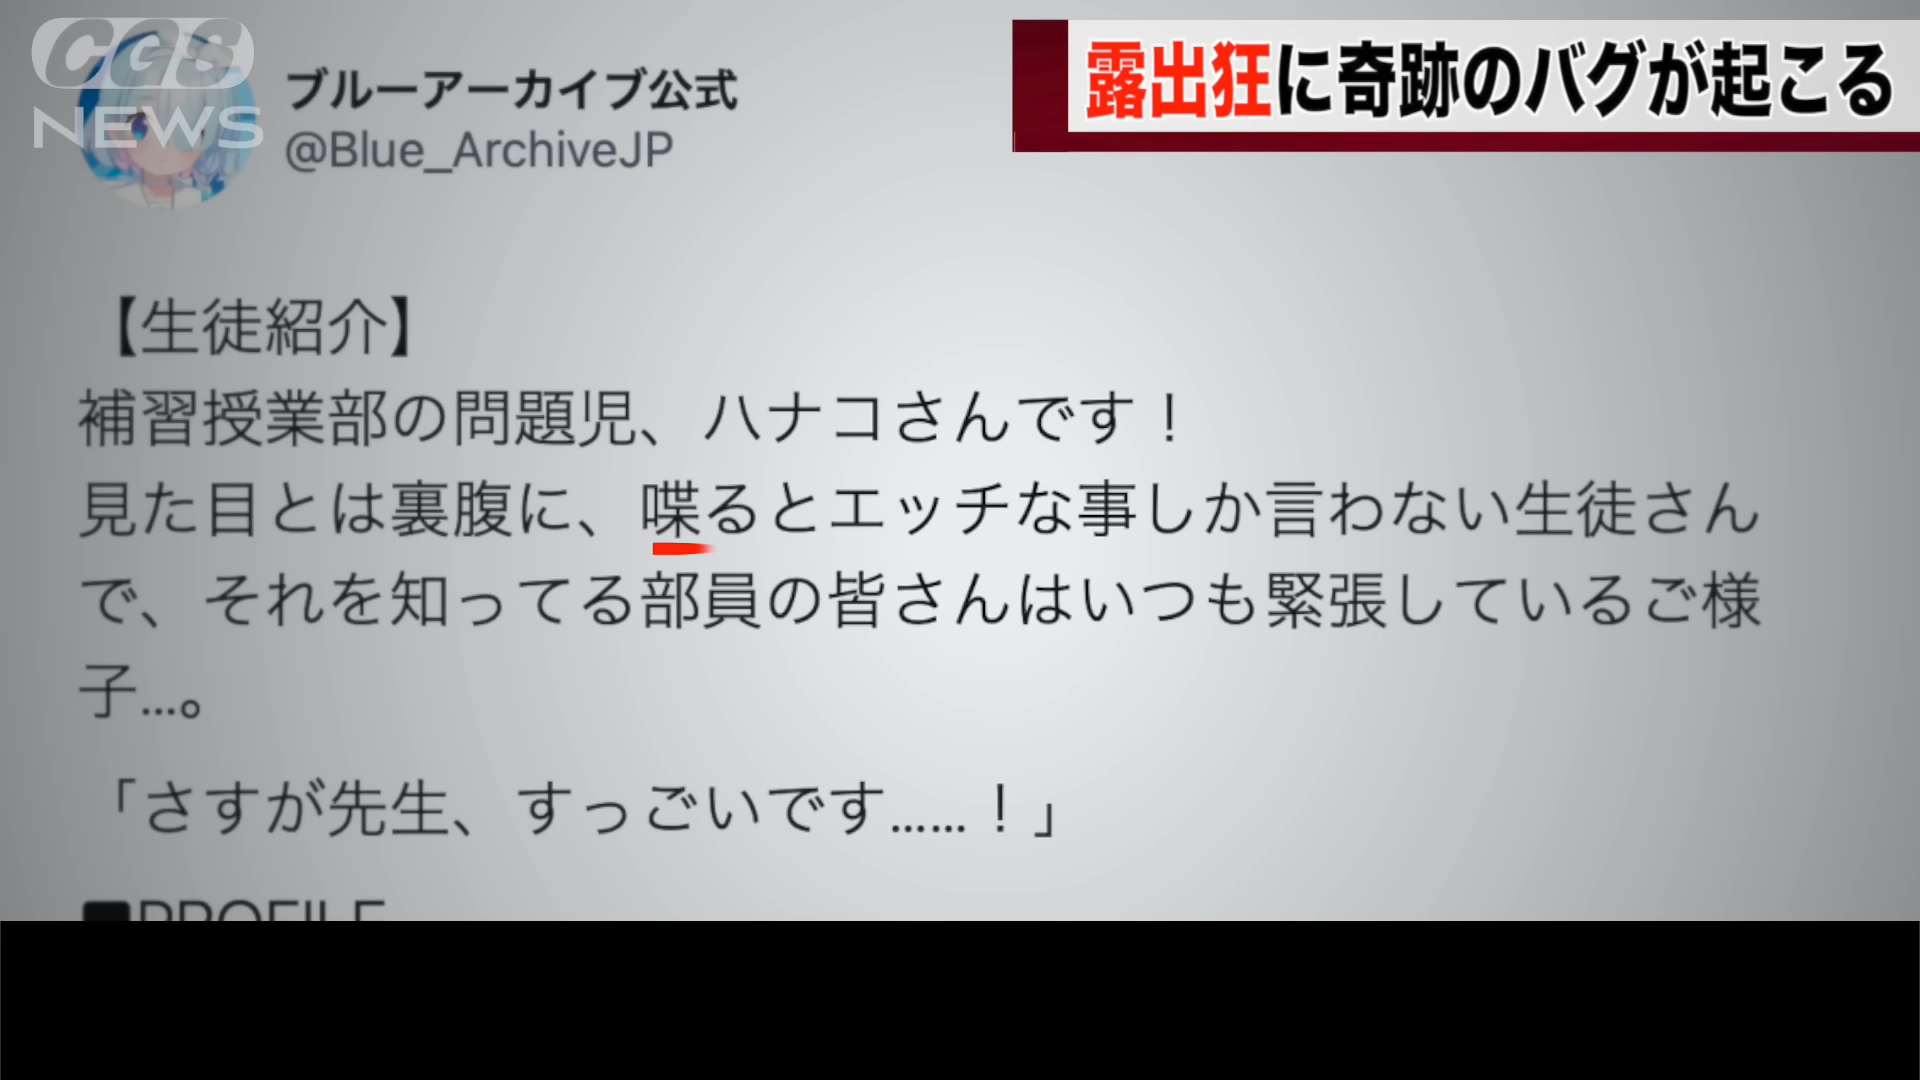 CGS
NEWS
露出狂に奇跡のバグが起こる
ブルーアーカイブ公式
@Blue_ArchiveJP
【生徒紹介】
補習授業部の問題児、ハナコさんです！
見た目とは裏腹に、喋るとエッチな事しか言わない生徒さん
で、それを知ってる部員の皆さんはいつも緊張しているご様
子...。
「さすが先生、すっごいです......！」
■PROFILE